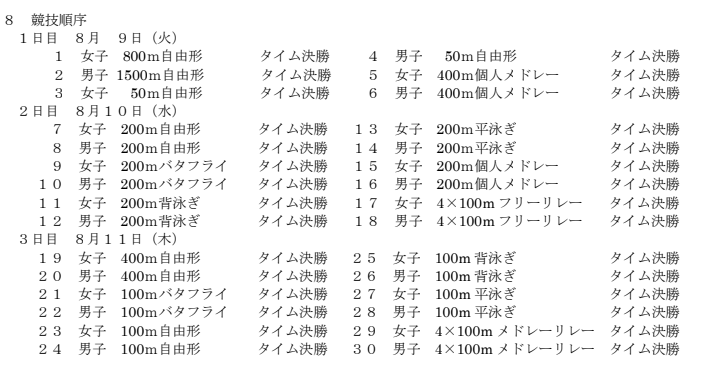 8 競技順序
1日目 8月 9日(火)
1 女子 800m自由形 タイム決勝 4 男子 50m自由形 タイム決勝
2 男子 1500m自由形 タイム決勝 5 女子 400m個人メドレー タイム決勝
3 女子 50m自由形 タイム決勝 6 男子 400m個人メドレー タイム決勝
2日目 8月10日(水)
7 女子 200m自由形 タイム決勝 13 女子 200m平泳ぎ タイム決勝
8 男子 200m自由形 タイム決勝 14 男子 200m平泳ぎ タイム決勝
9 女子 200mバタフライ タイム決勝 15 女子 200m個人メドレー タイム決勝
10 男子 200mバタフライ タイム決勝 16 男子 200m個人メドレー タイム決勝
11 女子 200m背泳ぎ タイム決勝 17 女子 4×100mフリーリレー タイム決勝
12 男子 200m背泳ぎ タイム決勝 18 男子 4×100mフリーリレー タイム決勝
3日目 8月11日(木)
19 女子 400m自由形 タイム決勝 25 女子 100m背泳ぎ タイム決勝
20 男子 400m自由形 タイム決勝 26 男子 100m背泳ぎ タイム決勝
21 女子 100mバタフライ タイム決勝 27 女子 100m平泳ぎ タイム決勝
22 男子 100mバタフライ タイム決勝 28 男子 100m平泳ぎ タイム決勝
23 女子 100m自由形 タイム決勝 29 女子 4×100mメドレーリレー タイム決勝
24 男子 100m自由形 タイム決勝 30 男子 4×100mメドレーリレー タイム決勝